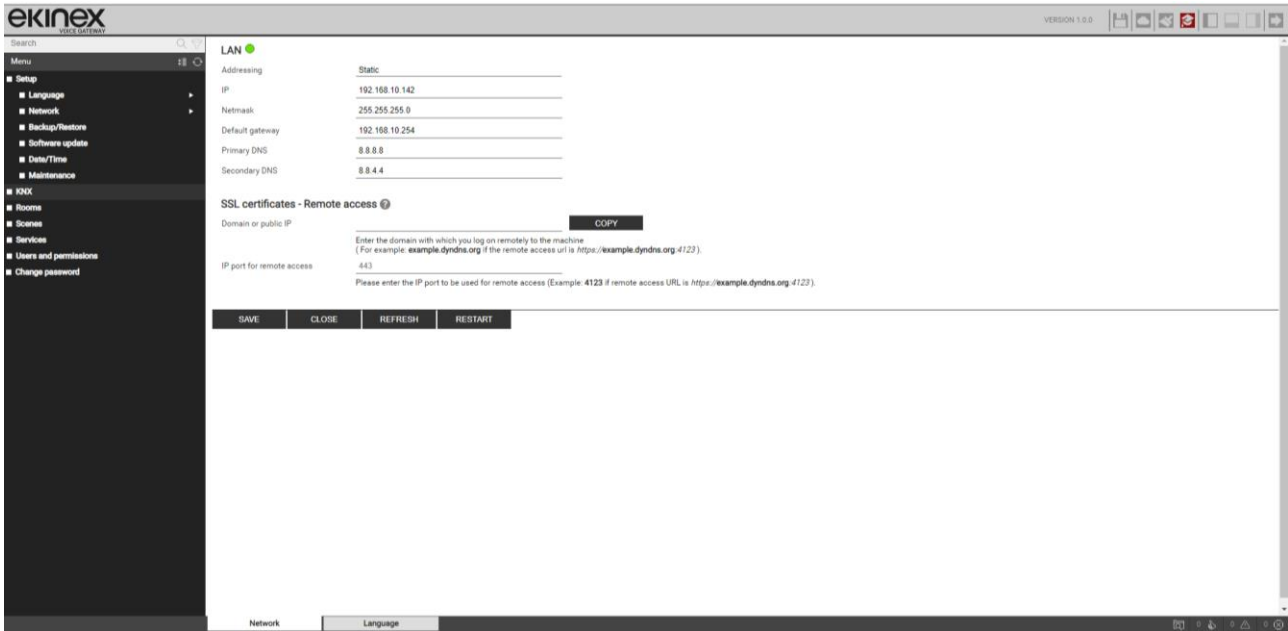 ekinex
VOICE GATEWAY
VERSION 1.0.0
Search
Menu
Setup
Language
Network
Backup/Restore
Software update
Date/Time
Maintenance
KNX
Rooms
Scenes
Services
Users and permissions
Change password
LAN
Addressing Static
IP 192.168.10.142
Netmask 255.255.255.0
Default gateway 192.168.10.254
Primary DNS 8.8.8.8
Secondary DNS 8.8.4.4
SSL certificates - Remote access ?
Domain or public IP COPY
Enter the domain with which you log on remotely to the machine
( For example: example.dyndns.org if the remote access url is https://example.dyndns.org:4123 ).
IP port for remote access 443
Please enter the IP port to be used for remote access (Example: 4123 if remote access URL is https://example.dyndns.org:4123 ).
SAVE CLOSE REFRESH RESTART
Network Language
0 0 0